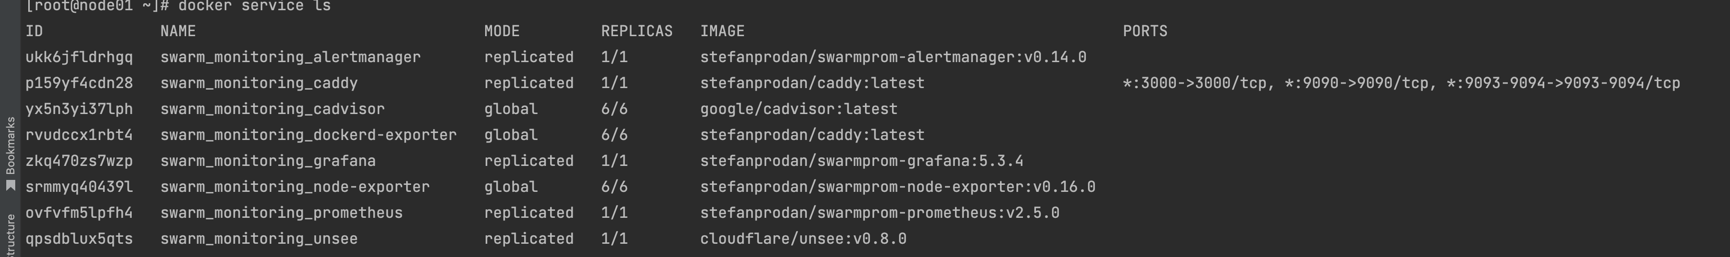 [root@node01 ~]# docker service ls
ID NAME MODE REPLICAS IMAGE PORTS
ukk6jfldrhgq swarm_monitoring_alertmanager replicated 1/1 stefanprodan/swarmprom-alertmanager:v0.14.0
p159yf4cdn28 swarm_monitoring_caddy replicated 1/1 stefanprodan/caddy:latest *:3000->3000/tcp, *:9090->9090/tcp, *:9093-9094->9093-9094/tcp
yx5n3yi37lph swarm_monitoring_cadvisor global 6/6 google/cadvisor:latest
rvudccx1rbt4 swarm_monitoring_dockerd-exporter global 6/6 stefanprodan/caddy:latest
zkq470zs7wzp swarm_monitoring_grafana replicated 1/1 stefanprodan/swarmprom-grafana:5.3.4
srmmyq40439l swarm_monitoring_node-exporter global 6/6 stefanprodan/swarmprom-node-exporter:v0.16.0
ovfvfm5lpfh4 swarm_monitoring_prometheus replicated 1/1 stefanprodan/swarmprom-prometheus:v2.5.0
qpsdblux5qts swarm_monitoring_unsee replicated 1/1 cloudflare/unsee:v0.8.0
Bookmarks
tructure